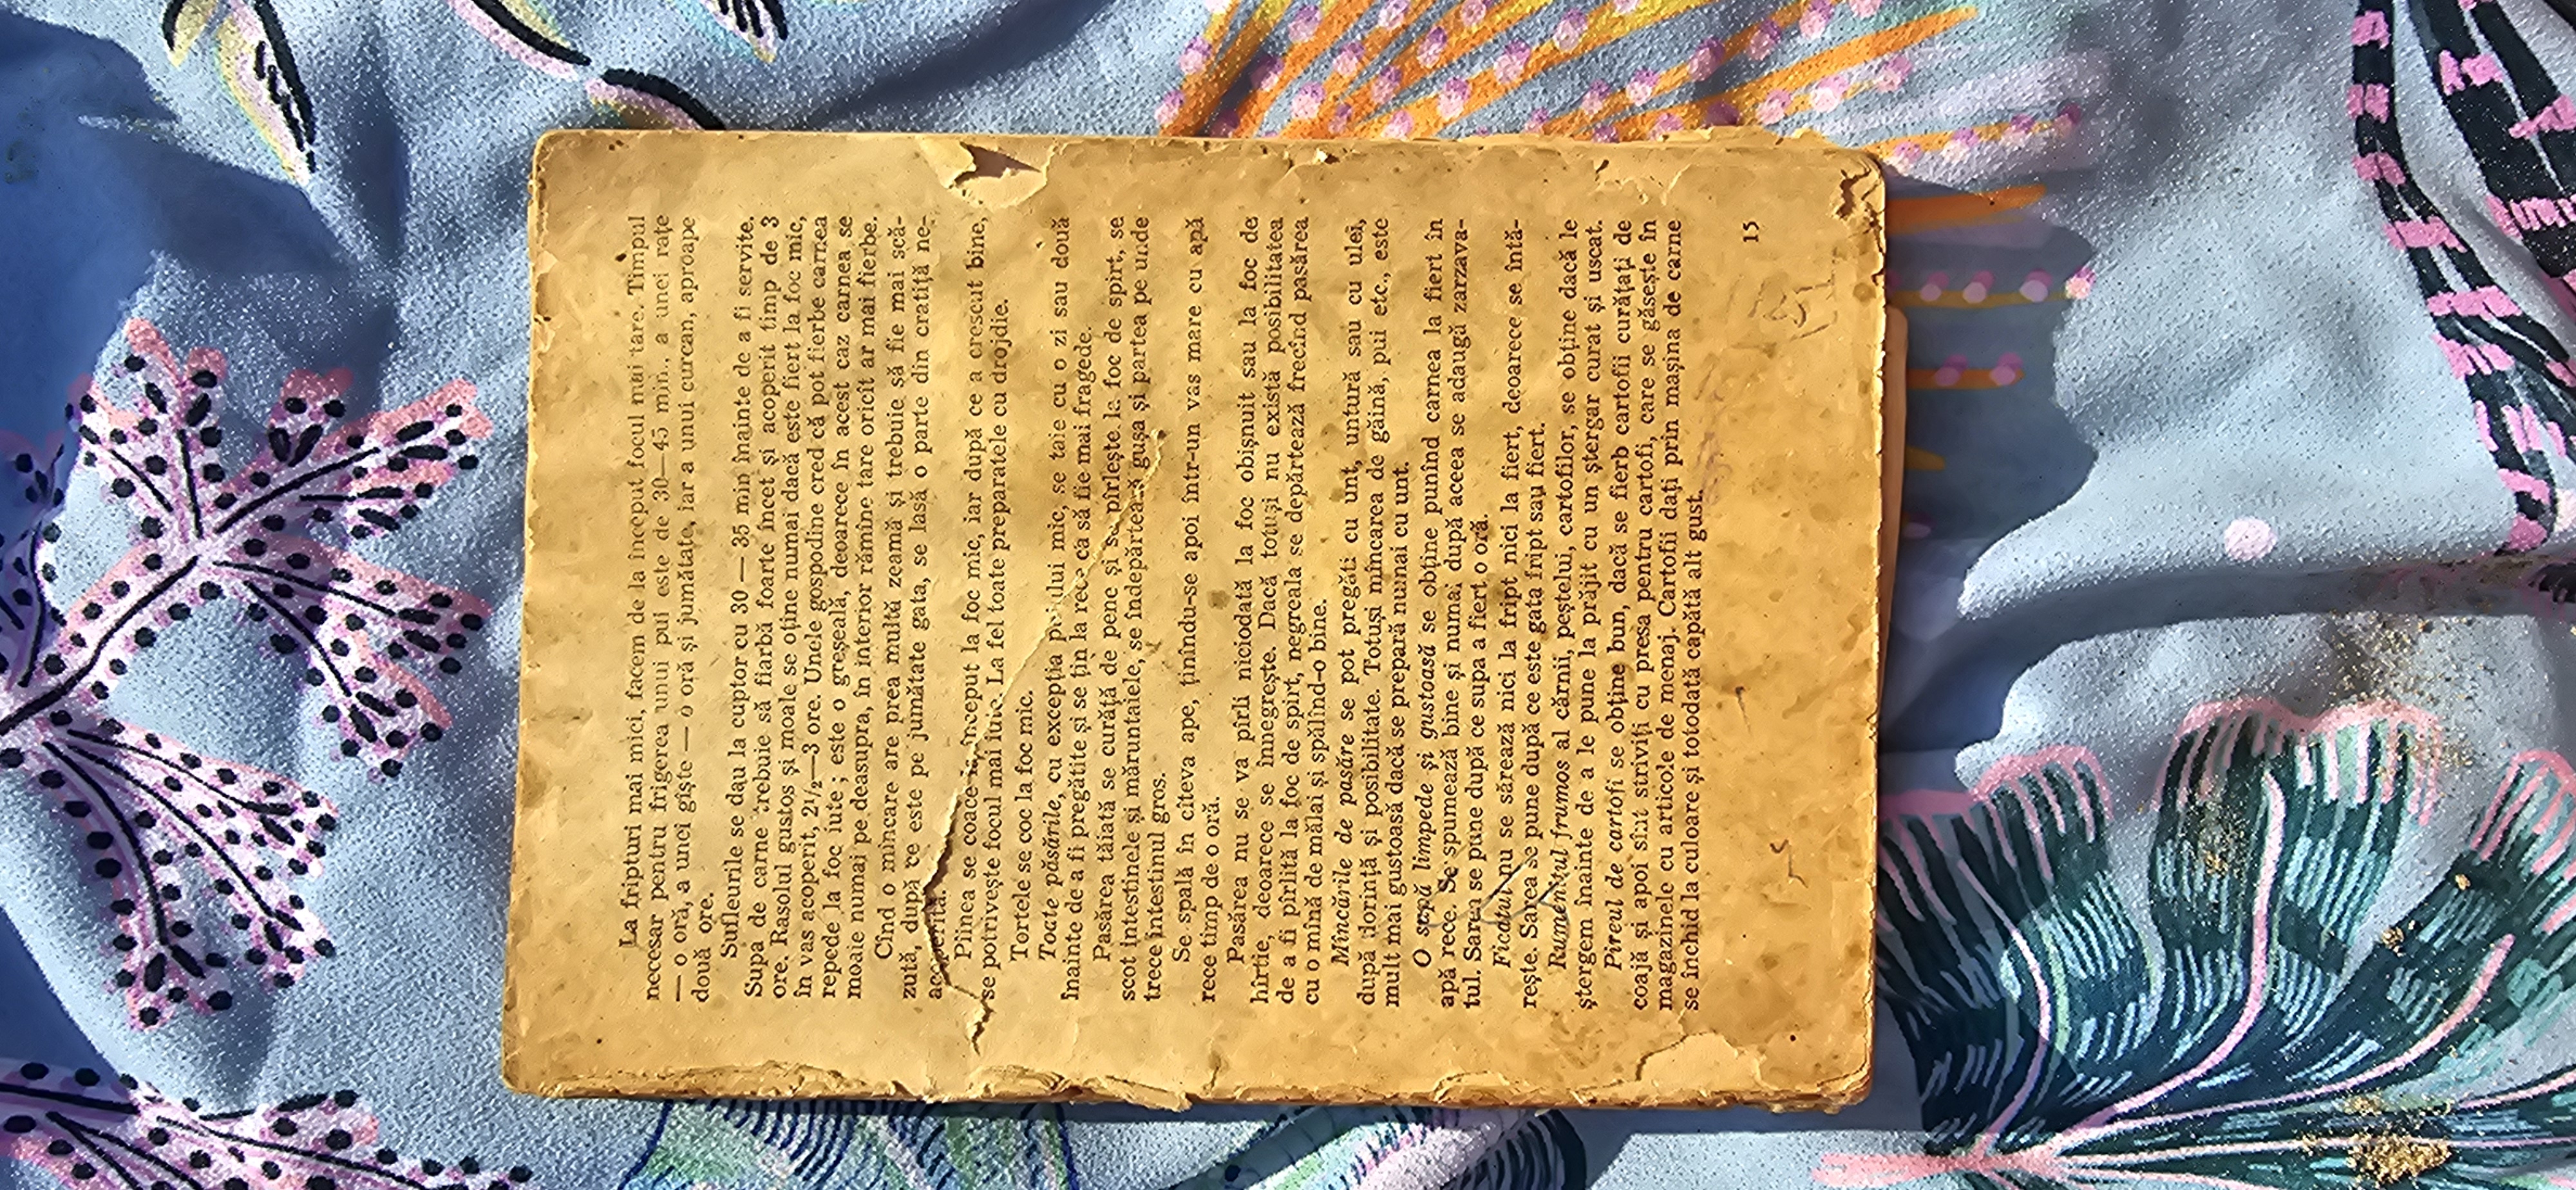 La fripturi mai mici, facem de la început focul mai tare. Timpul
necesar pentru frigerea unui pui este de 30—45 min., a unei rațe
— o oră, a unei gîște — o oră și jumătate, iar a unui curcan, aproape
două ore.
Sufleurile se dau la cuptor cu 30 — 35 min înainte de a fi servite.
Supa de carne trebuie să fiarbă foarte încet și acoperit timp de 3
ore. Rasolul gustos și moale se oține numai dacă este fiert la foc mic,
în vas acoperit, 2½—3 ore. Unele gospodine cred că pot fierbe carnea
repede la foc iute ; este o greșeală, deoarece în acest caz carnea se
moaie numai pe deasupra, în interior rămîne tare oricît ar mai fierbe.
Cînd o mîncare are prea multă zeamă și trebuie să fie mai scă-
zută, după ce este pe jumătate gata, se lasă o parte din cratiță ne-
acoperită.
Pîinea se coace la început la foc mic, iar după ce a crescut bine,
se potrivește focul mai iute. La fel toate preparatele cu drojdie.
Tortele se coc la foc mic.
Toate păsările, cu excepția puiului mic, se taie cu o zi sau două
înainte de a fi pregătite și se țin la rece ca să fie mai fragede.
Pasărea tăiată se curăță de pene și se pîrlește la foc de spirt, se
scot intestinele și măruntaiele, se îndepărtează gușa și partea pe unde
trece intestinul gros.
Se spală în cîteva ape, ținîndu-se apoi într-un vas mare cu apă
rece timp de o oră.
Pasărea nu se va pîrli niciodată la foc obișnuit sau la foc de
hîrtie, deoarece se înnegrește. Dacă totuși nu există posibilitatea
de a fi pîrlită la foc de spirt, negreala se depărtează frecînd pasărea
cu o mînă de mălai și spălînd-o bine.
Mîncările de pasăre se pot pregăti cu unt, untură sau cu ulei,
după dorință și posibilitate. Totuși mîncarea de găină, pui etc., este
mult mai gustoasă dacă se prepară numai cu unt.
O supă limpede și gustoasă se obține punînd carnea la fiert în
apă rece. Se spumează bine și numai după aceea se adaugă zarzava-
tul. Sarea se pune după ce supa a fiert o oră.
Ficatul nu se sărează nici la fript nici la fiert, deoarece se întă-
rește. Sarea se pune după ce este gata fript sau fiert.
Rumenitul frumos al cărnii, peștelui, cartofilor, se obține dacă le
ștergem înainte de a le pune la prăjit cu un ștergar curat și uscat.
Pireul de cartofi se obține bun, dacă se fierb cartofii curățați de
coajă și apoi sînt striviți cu presa pentru cartofi, care se găsește în
magazinele cu articole de menaj. Cartofii dați prin mașina de carne
se închid la culoare și totodată capătă alt gust.
15